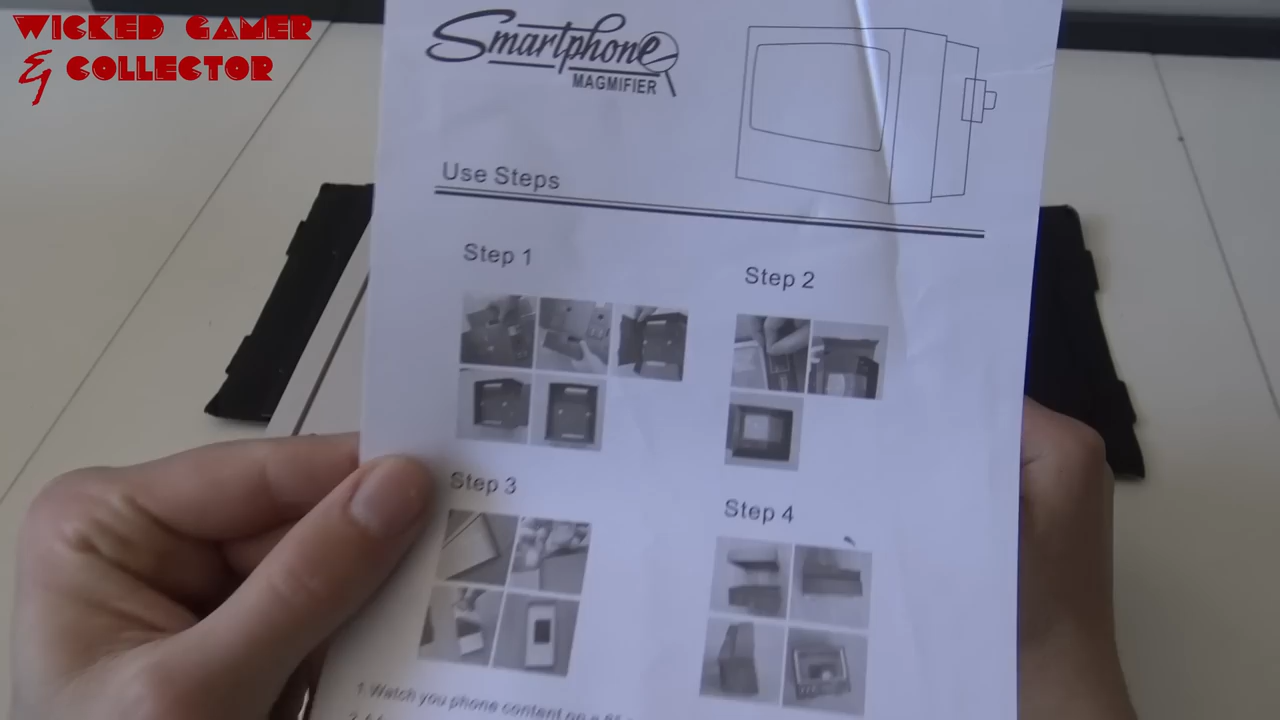 WICKED GAMER
& COLLECTOR
Smartphone
MAGMIFIER
Use Steps
Step 1
Step 2
Step 3
Step 4
1 Watch you phone content on a